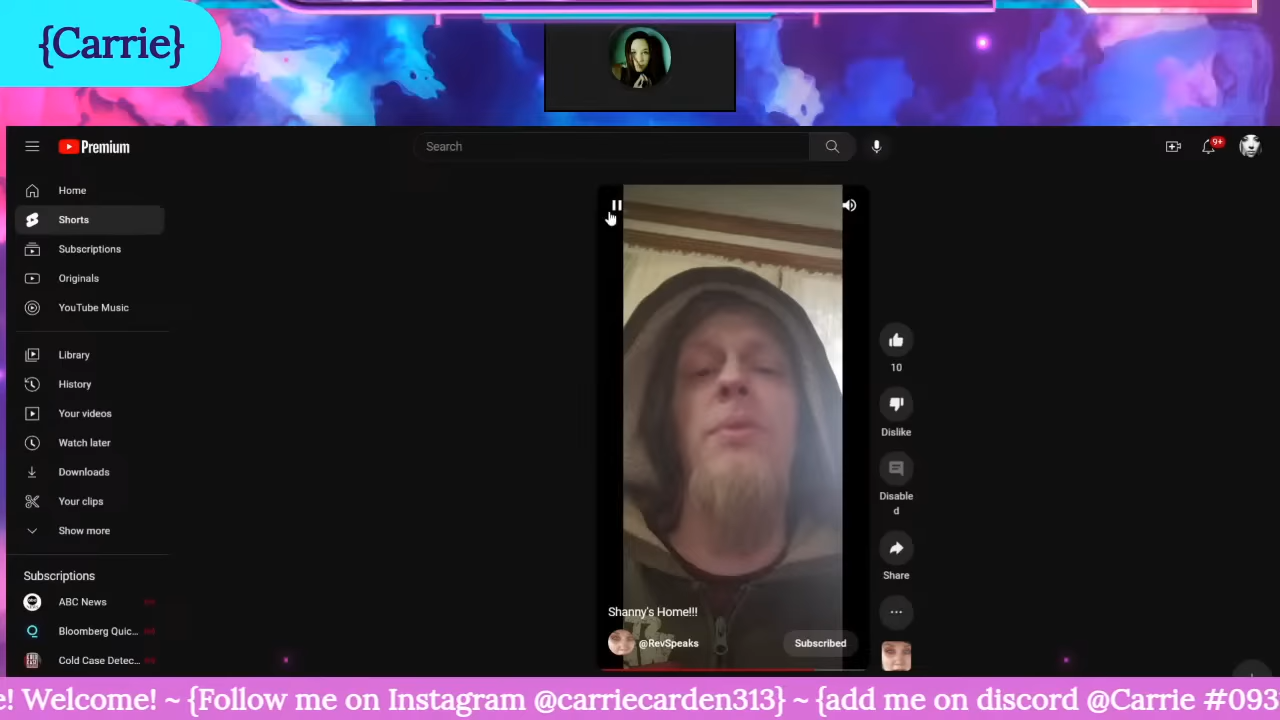 {Carrie}
Premium
Search
9+
Home
Shorts
Subscriptions
Originals
YouTube Music
Library
History
Your videos
Watch later
Downloads
Your clips
Show more
Subscriptions
ABC News
Bloomberg Quic...
Cold Case Detec...
10
Dislike
Disable
d
Share
Shanny's Home!!!
@RevSpeaks
Subscribed
e! Welcome! ~ {Follow me on Instagram @carriecarden313} ~ {add me on discord @Carrie #093